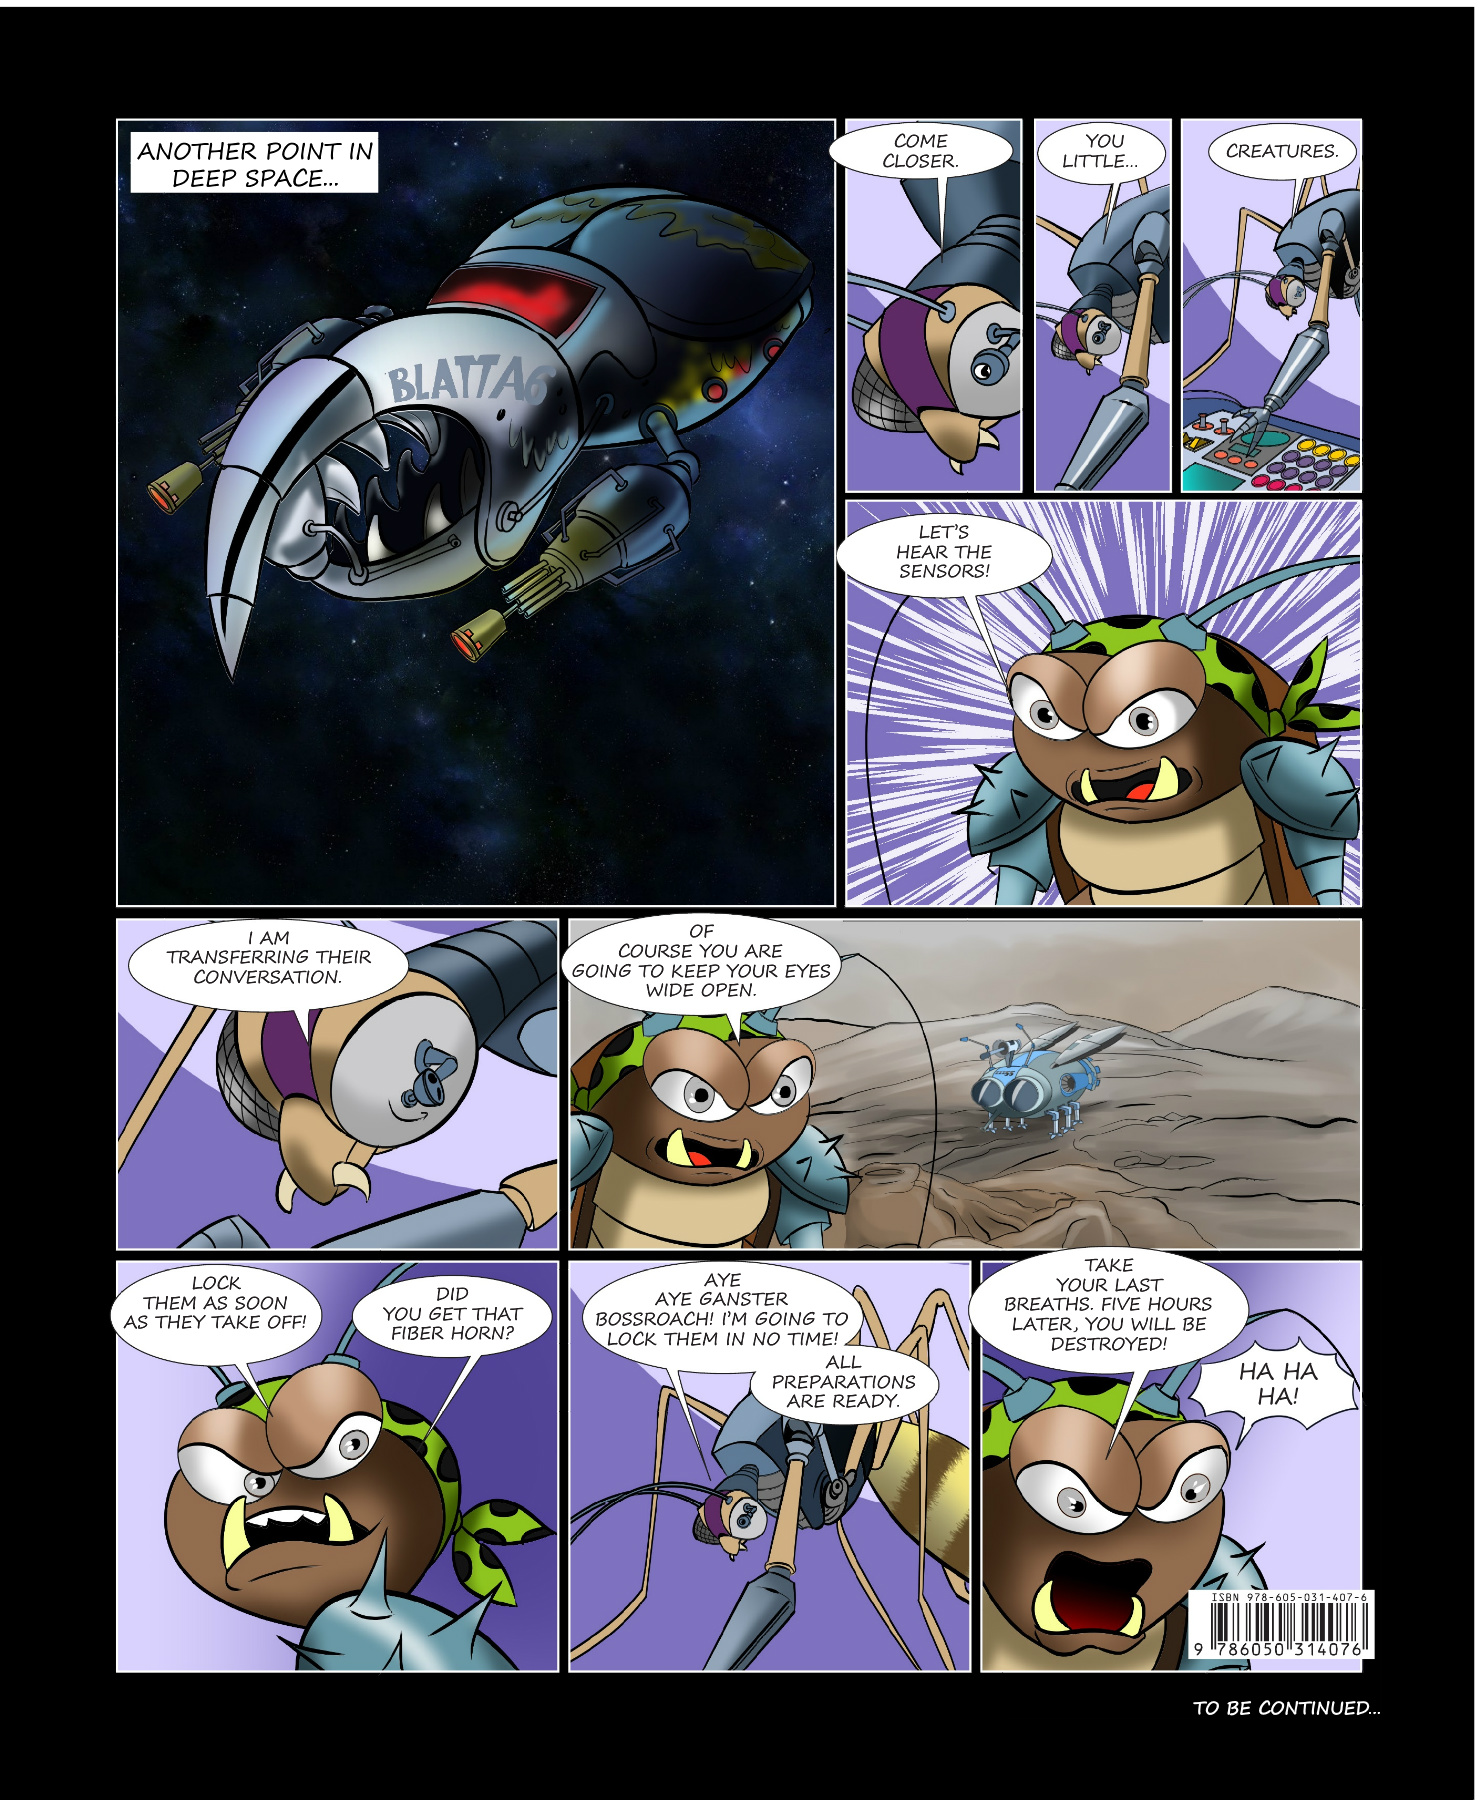 ANOTHER POINT IN
DEEP SPACE...
BLATTA6
COME
CLOSER.
YOU
LITTLE...
CREATURES.
LET'S
HEAR THE
SENSORS!
I AM
TRANSFERRING THEIR
CONVERSATION.
OF
COURSE YOU ARE
GOING TO KEEP YOUR EYES
WIDE OPEN.
LOCK
THEM AS SOON
AS THEY TAKE OFF!
DID
YOU GET THAT
FIBER HORN?
AYE
AYE GANSTER
BOSSROACH! I'M GOING TO
LOCK THEM IN NO TIME!
ALL
PREPARATIONS
ARE READY.
TAKE
YOUR LAST
BREATHS. FIVE HOURS
LATER, YOU WILL BE
DESTROYED!
HA HA
HA!
ISBN 978-605-031-407-6
9 786050 314076
TO BE CONTINUED...